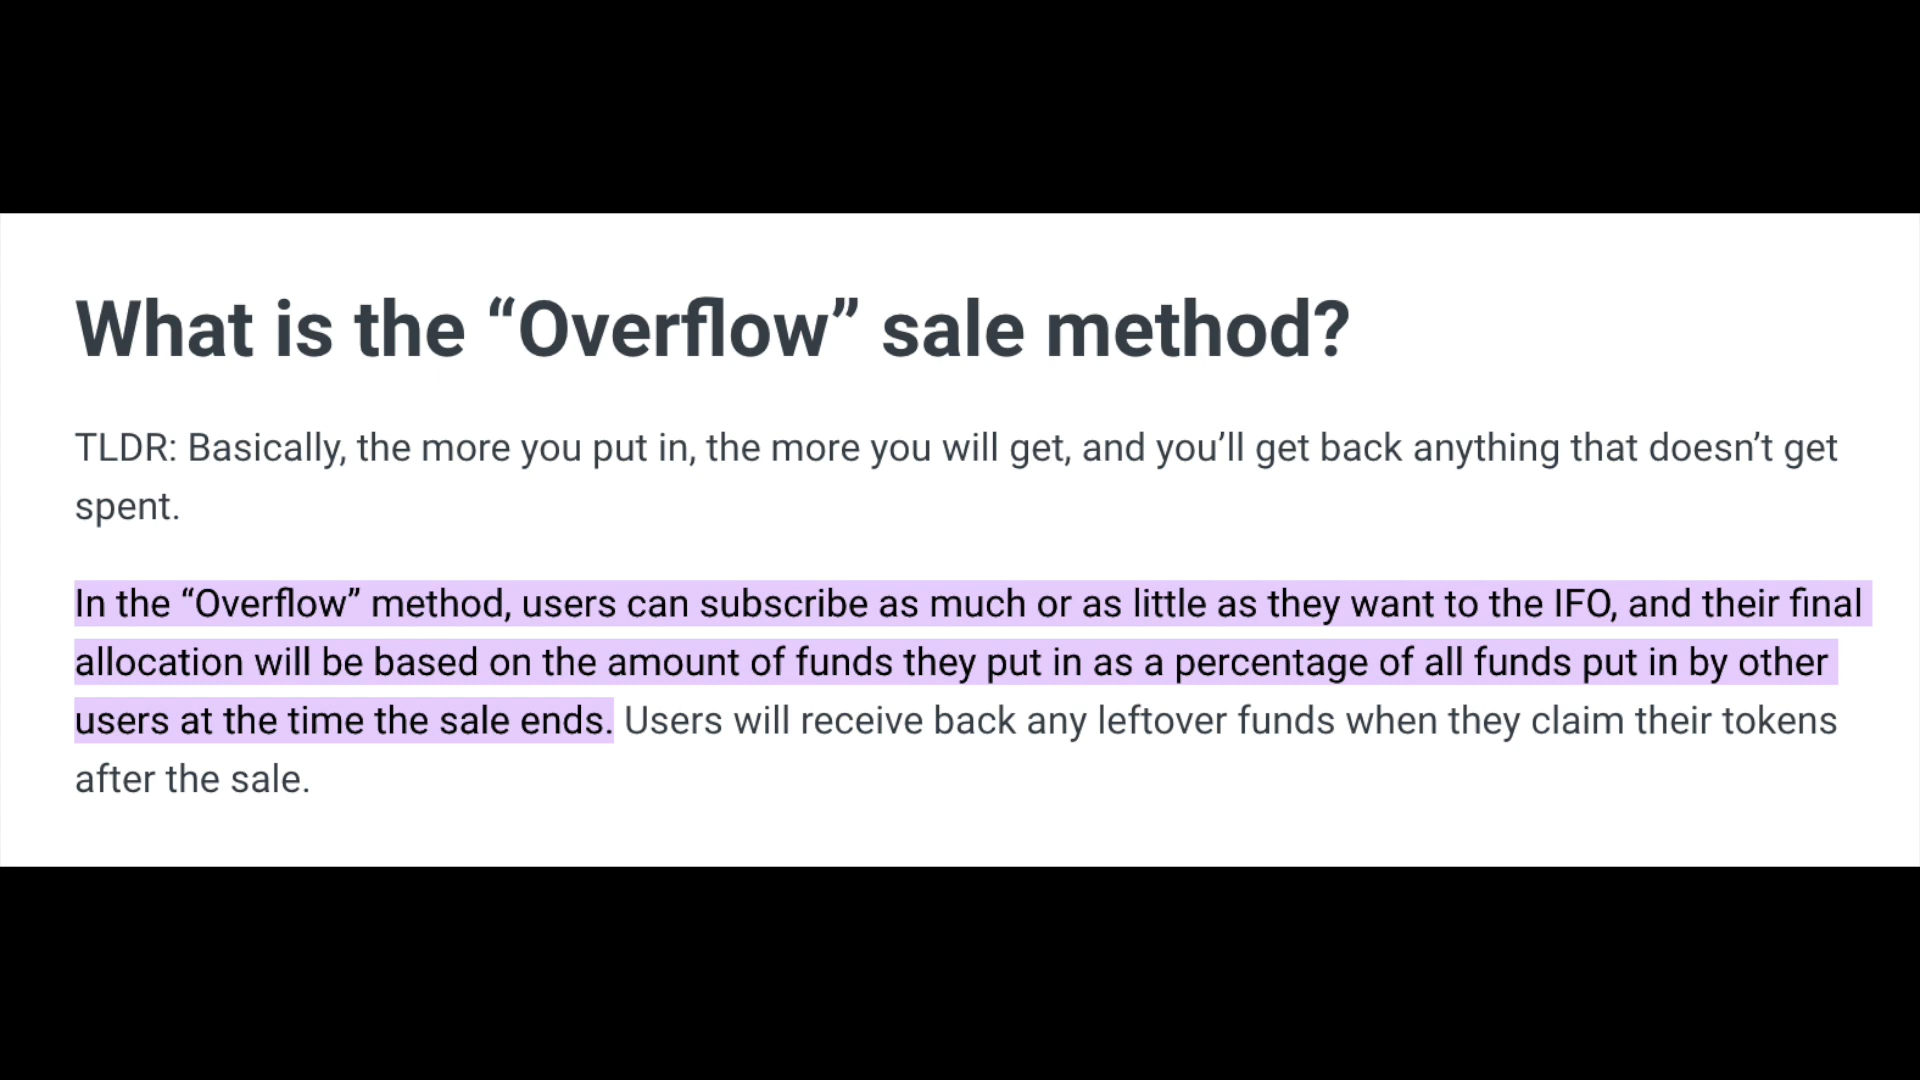 What is the “Overflow” sale method?
TLDR: Basically, the more you put in, the more you will get, and you’ll get back anything that doesn’t get
spent.
In the “Overflow” method, users can subscribe as much or as little as they want to the IFO, and their final
allocation will be based on the amount of funds they put in as a percentage of all funds put in by other
users at the time the sale ends. Users will receive back any leftover funds when they claim their tokens
after the sale.